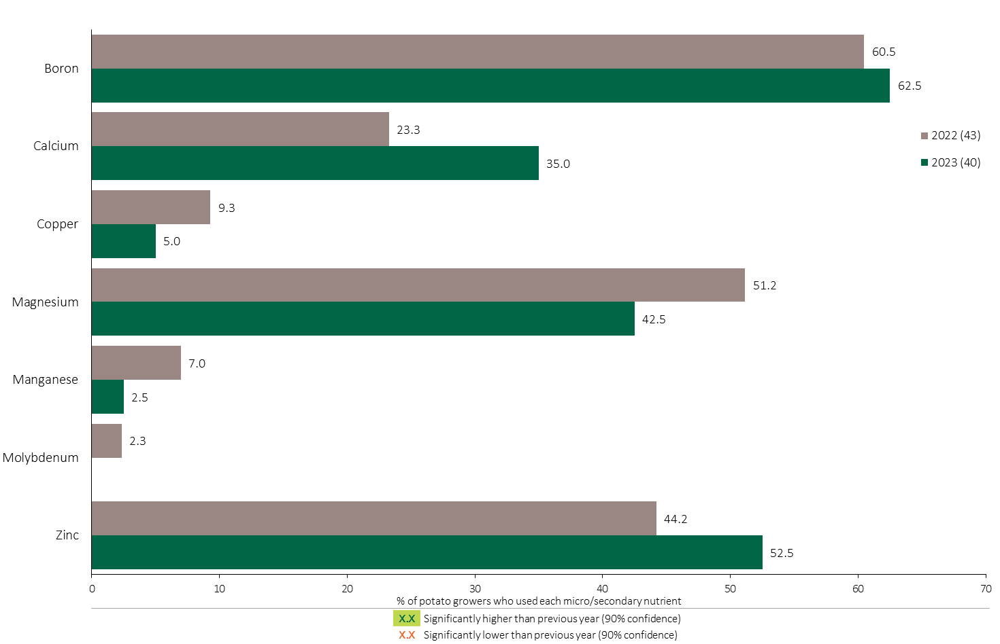 Boron
60.5
62.5
Calcium
23.3
35.0
2022 (43)
2023 (40)
Copper
9.3
5.0
Magnesium
51.2
42.5
Manganese
7.0
2.5
Molybdenum
2.3
Zinc
44.2
52.5
0 10 20 30 40 50 60 70
% of potato growers who used each micro/secondary nutrient
X.X Significantly higher than previous year (90% confidence)
X.X Significantly lower than previous year (90% confidence)